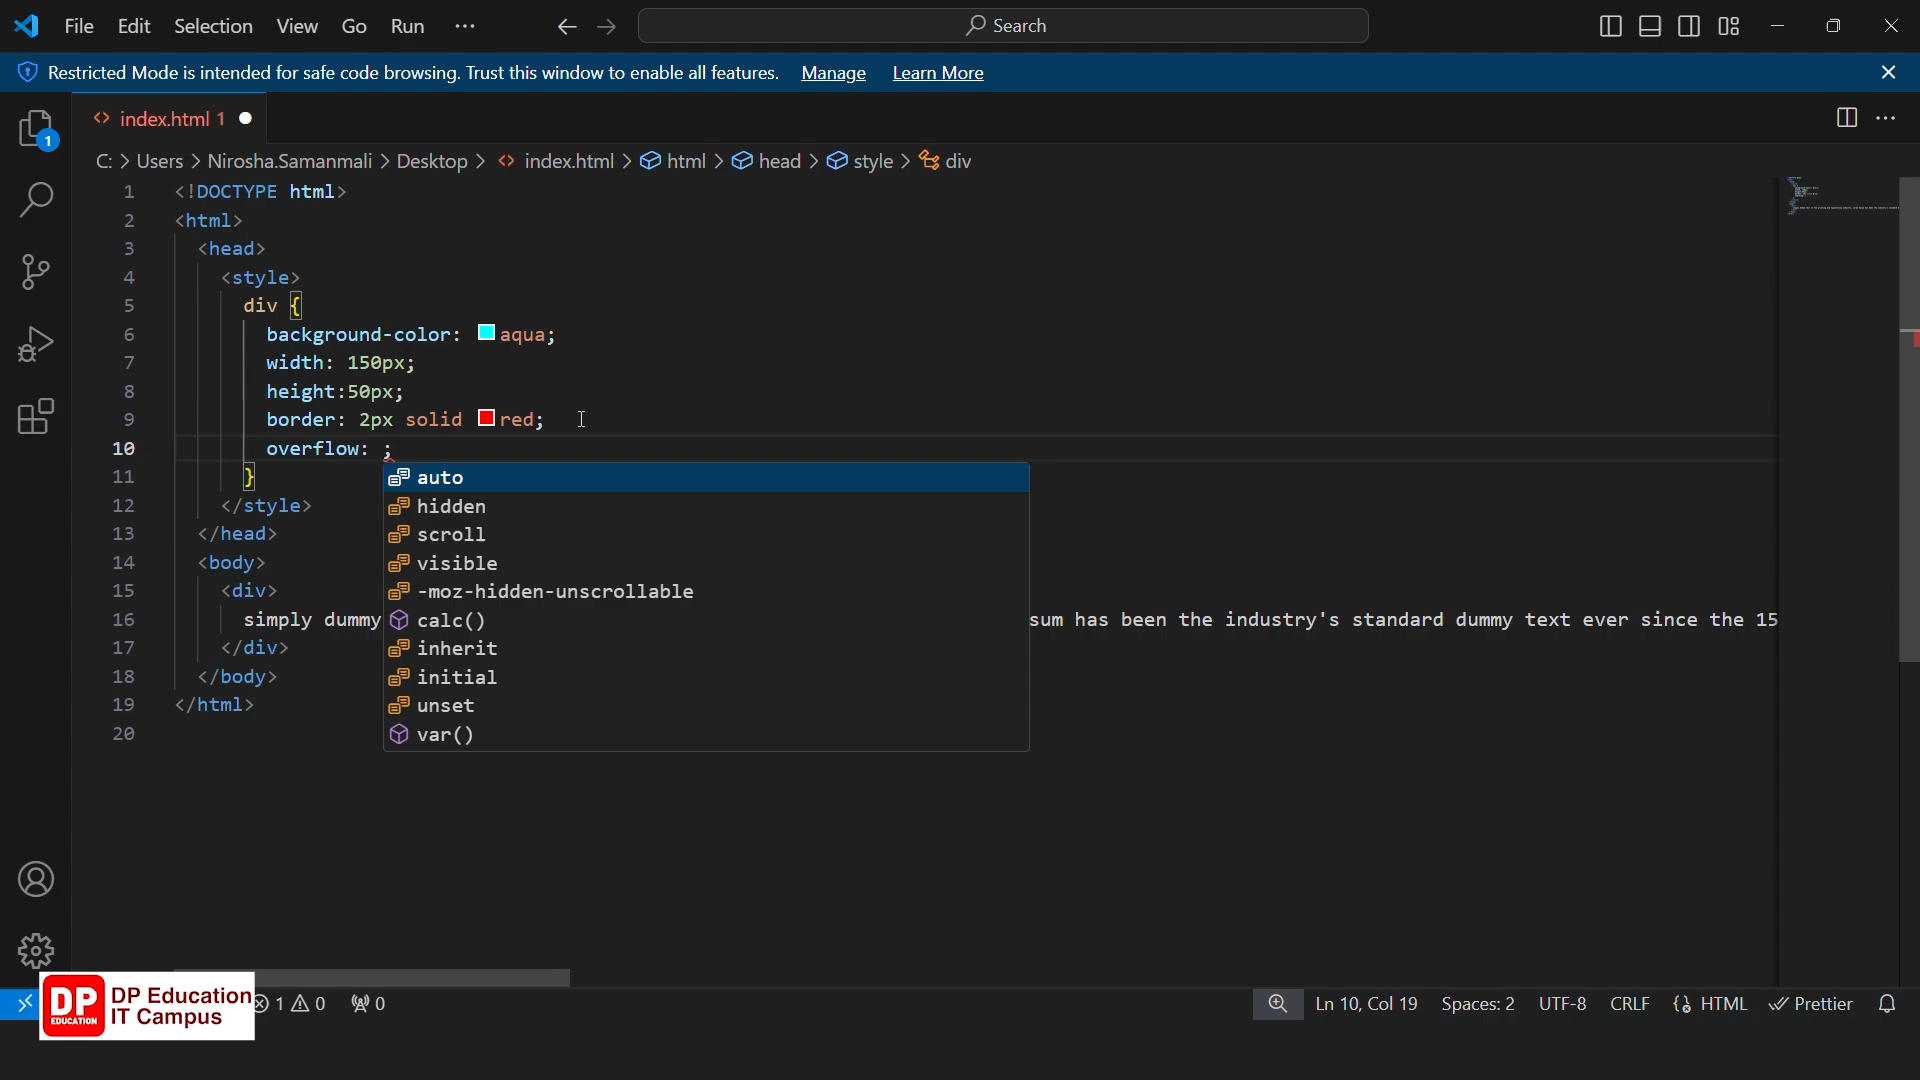 File Edit Selection View Go Run ··· Search
Restricted Mode is intended for safe code browsing. Trust this window to enable all features. Manage Learn More
1
index.html 1
C: > Users > Nirosha.Samanmali > Desktop > index.html > html > head > style > div
1 <!DOCTYPE html>
2 <html>
3 <head>
4 <style>
5 div {
6 background-color: aqua;
7 width: 150px;
8 height:50px;
9 border: 2px solid red;
10 overflow: ;
11 }
auto
12 </style>
hidden
13 </head>
scroll
14 <body>
visible
15 <div>
-moz-hidden-unscrollable
16 simply dummy
calc()
sum has been the industry's standard dummy text ever since the 15
17 </div>
inherit
18 </body>
initial
19 </html>
unset
20
var()
DP EDUCATION
DP Education
IT Campus
1 0 0 Ln 10, Col 19 Spaces: 2 UTF-8 CRLF HTML Prettier